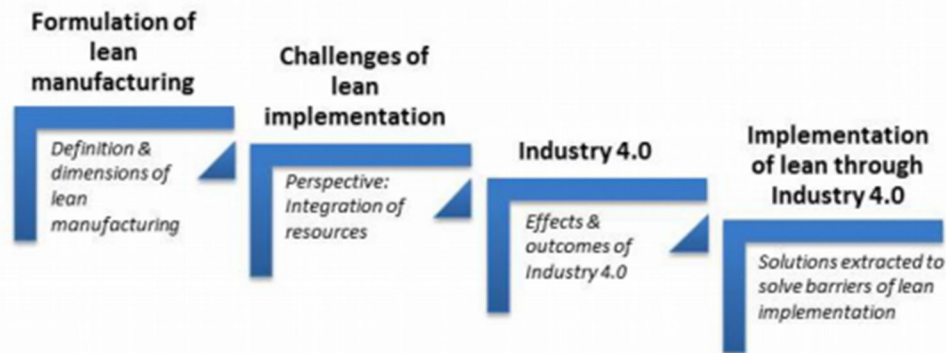 Formulation of
lean
manufacturing
Definition &
dimensions of
lean
manufacturing
Challenges of
lean
implementation
Perspective:
Integration of
resources
Industry 4.0
Effects &
outcomes of
Industry 4.0
Implementation
of lean through
Industry 4.0
Solutions extracted to
solve barriers of lean
implementation